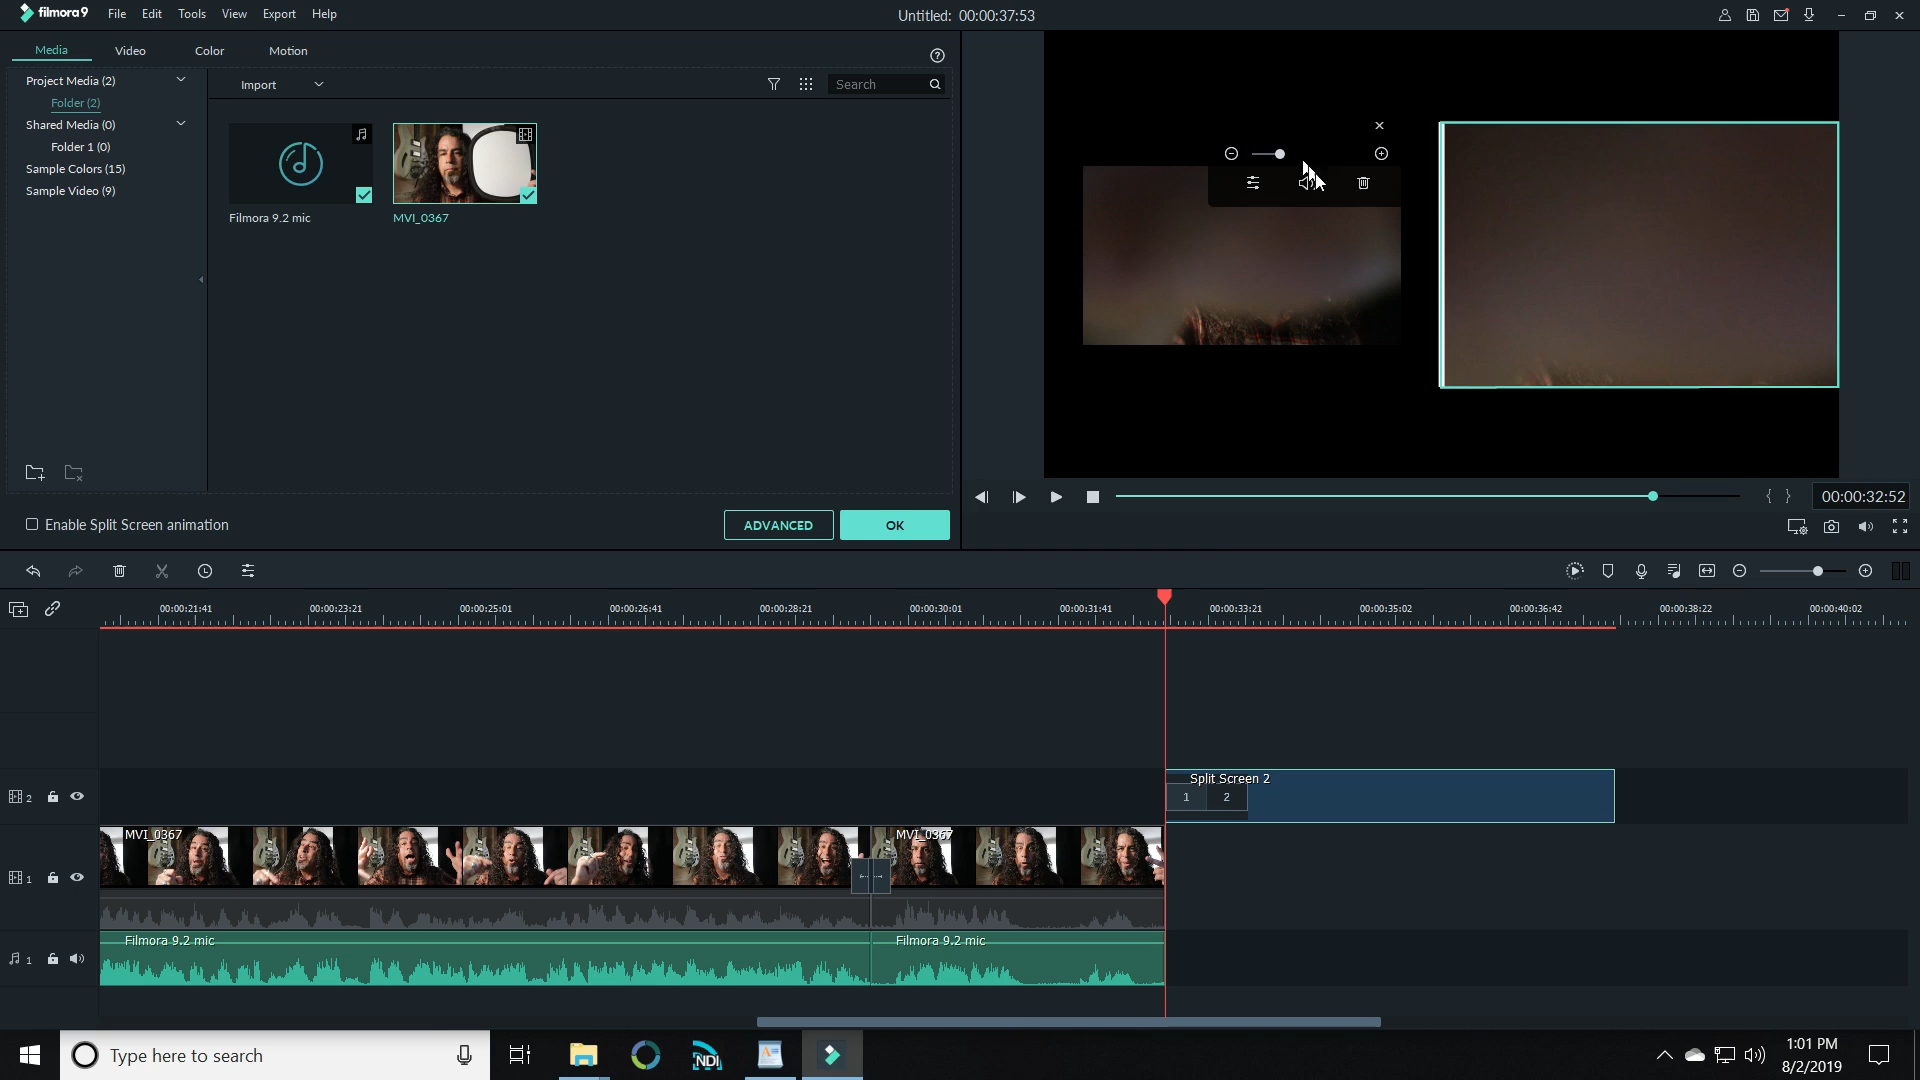 filmora9 File Edit Tools View Export Help
Untitled: 00:00:37:53
Media Video Color Motion
Project Media (2)
Folder (2)
Shared Media (0)
Folder 1 (0)
Sample Colors (15)
Sample Video (9)
Import
Search
Filmora 9.2 mic
MVI_0367
Enable Split Screen animation
ADVANCED
OK
00:00:32:52
00:00:21:41 00:00:23:21 00:00:25:01 00:00:26:41 00:00:28:21 00:00:30:01 00:00:31:41 00:00:33:21 00:00:35:02 00:00:36:42 00:00:38:22 00:00:40:02
2
Split Screen 2
1 2
1
MVI_0367
MVI_0367
1
Filmora 9.2 mic
Filmora 9.2 mic
Type here to search
NDI
1:01 PM
8/2/2019